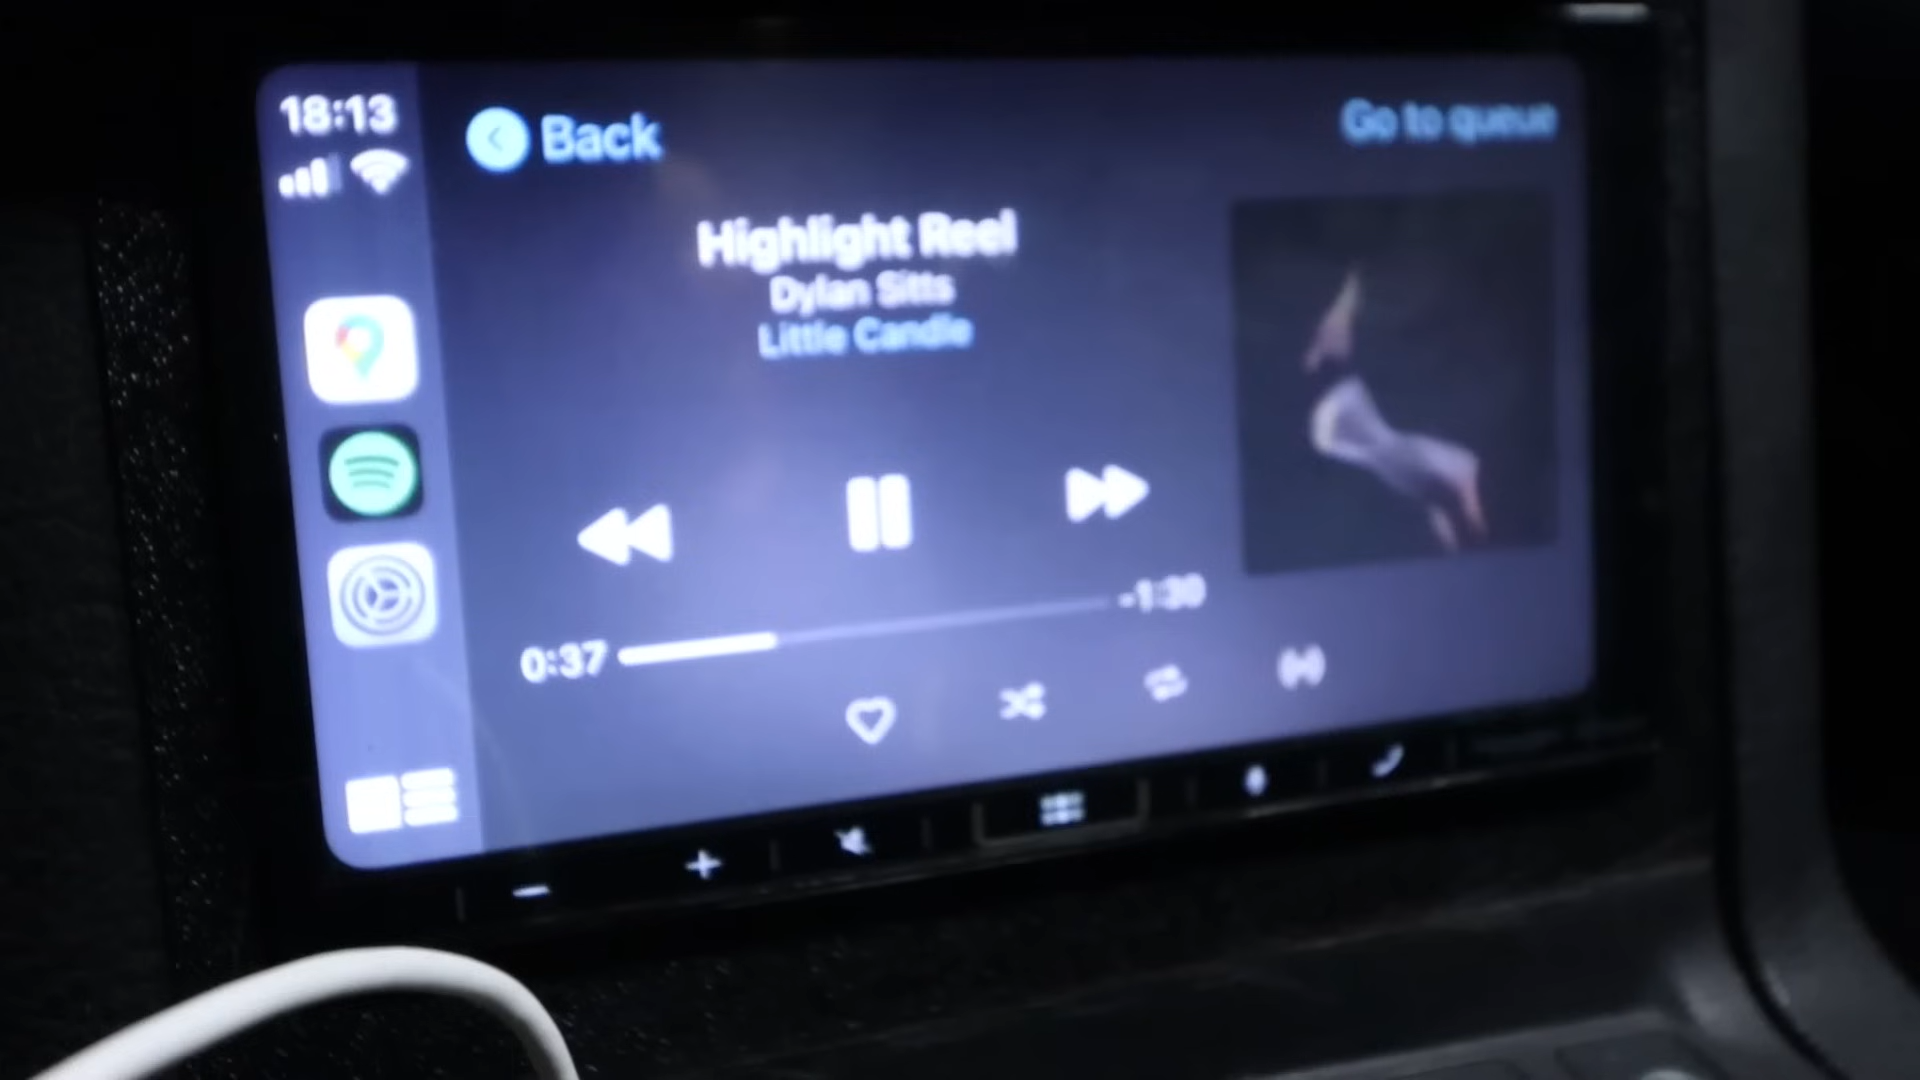 18:13
Back
Go to queue
Highlight Reel
Dylan Sitts
Little Candle
0:37
-1:30